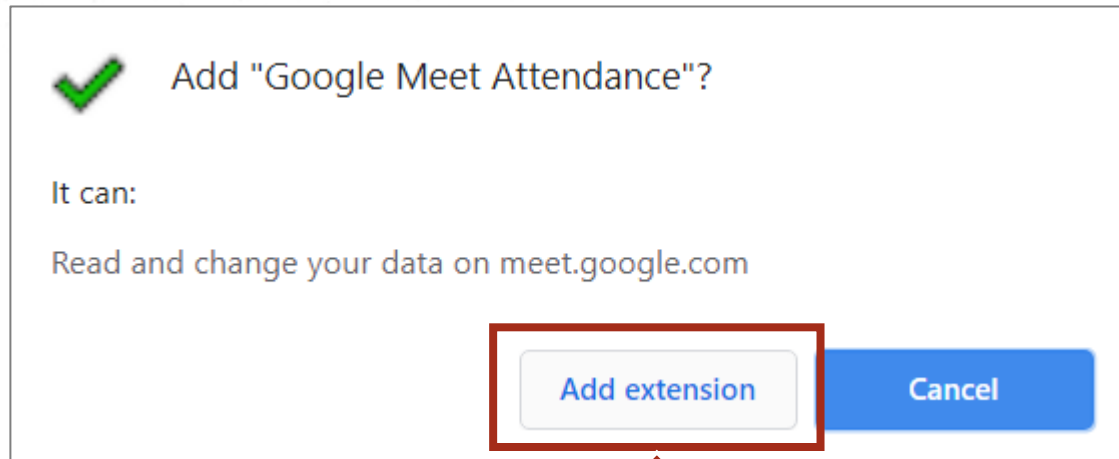 Add "Google Meet Attendance"?
It can:
Read and change your data on meet.google.com
Add extension
Cancel